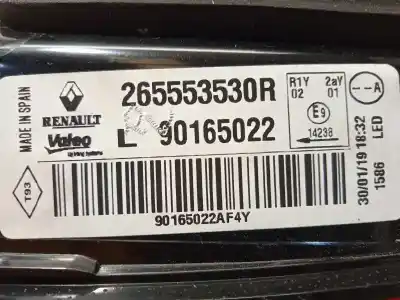 MADE IN SPAIN
RENAULT
Valeo
265553530R
L 90165022
R1Y 2aY
02 01
E9
14238
A
30/01/19 18:32
LED
1586
T93
90165022AF4Y